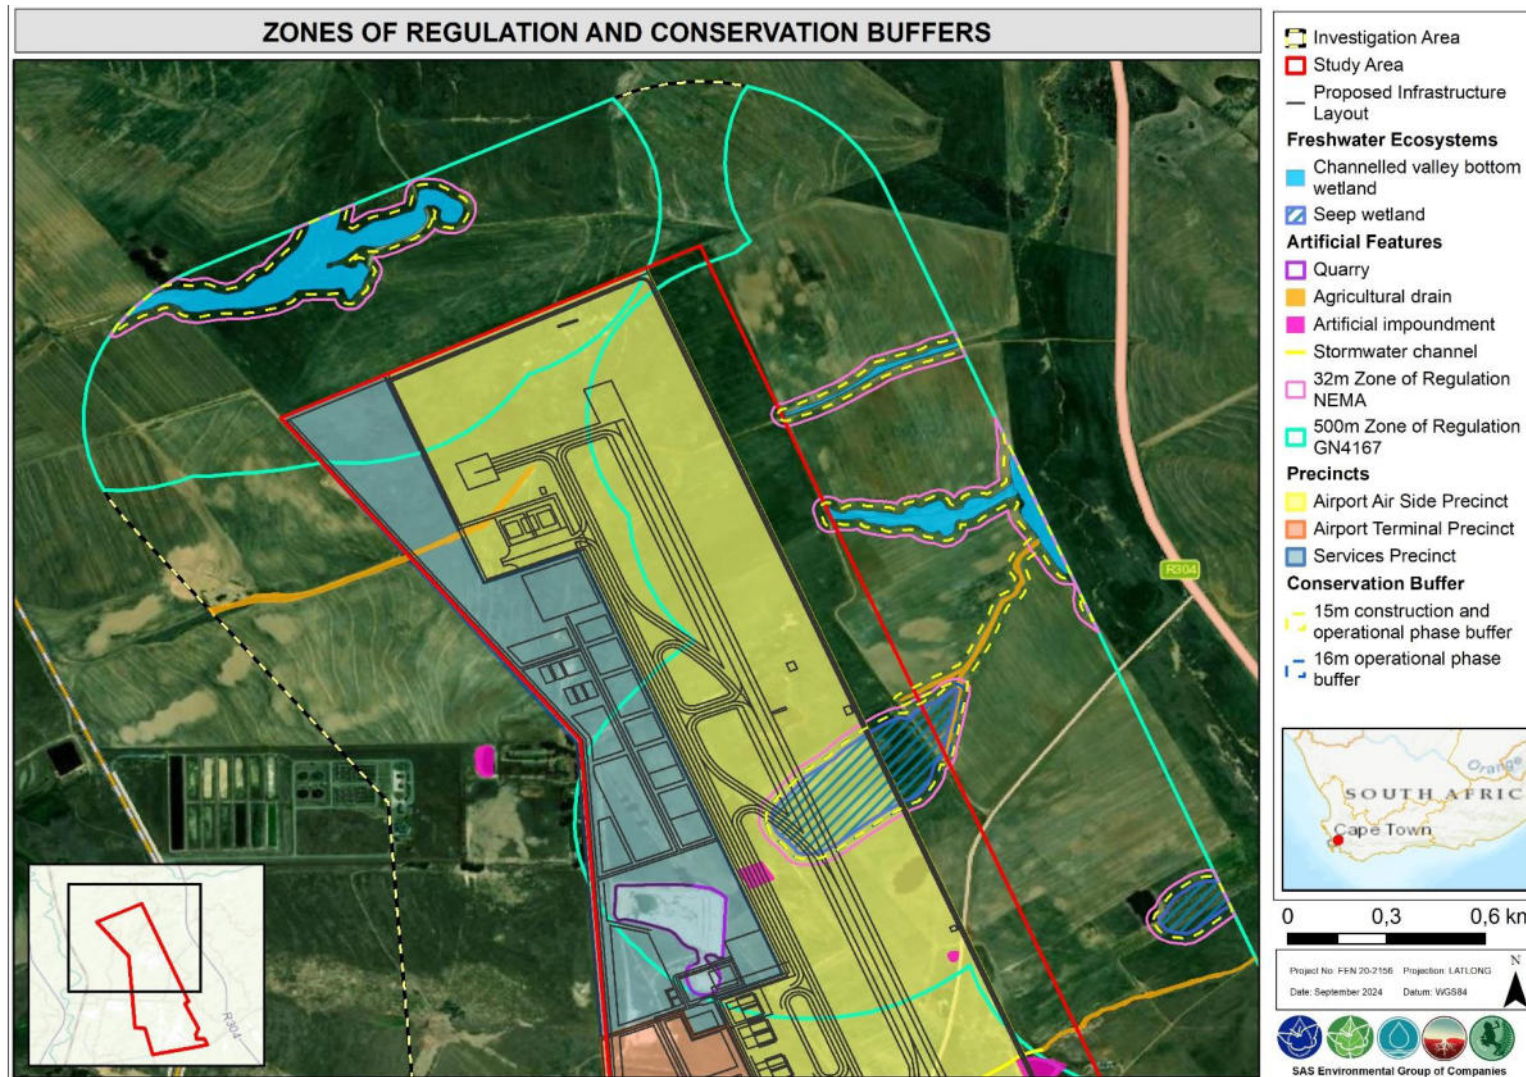 ZONES OF REGULATION AND CONSERVATION BUFFERS
R304
R304
Investigation Area
Study Area
Proposed Infrastructure
Layout
Freshwater Ecosystems
Channelled valley bottom
wetland
Seep wetland
Artificial Features
Quarry
Agricultural drain
Artificial impoundment
Stormwater channel
32m Zone of Regulation
NEMA
500m Zone of Regulation
GN4167
Precincts
Airport Air Side Precinct
Airport Terminal Precinct
Services Precinct
Conservation Buffer
15m construction and
operational phase buffer
16m operational phase
buffer
Orange
SOUTH AFRIC
Cape Town
0 0,3 0,6 km
Project No: FEN 20-2156 Projection: LATLONG
Date: September 2024 Datum: WGS84
N
SAS Environmental Group of Companies